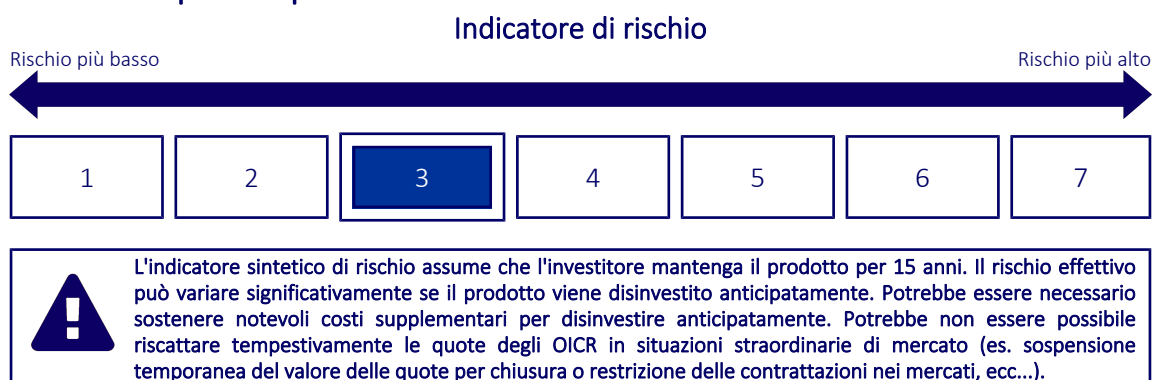 Indicatore di rischio
Rischio più basso
Rischio più alto
1
2
3
4
5
6
7
L'indicatore sintetico di rischio assume che l'investitore mantenga il prodotto per 15 anni. Il rischio effettivo
può variare significativamente se il prodotto viene disinvestito anticipatamente. Potrebbe essere necessario
sostenere notevoli costi supplementari per disinvestire anticipatamente. Potrebbe non essere possibile
riscattare tempestivamente le quote degli OICR in situazioni straordinarie di mercato (es. sospensione
temporanea del valore delle quote per chiusura o restrizione delle contrattazioni nei mercati, ecc...).